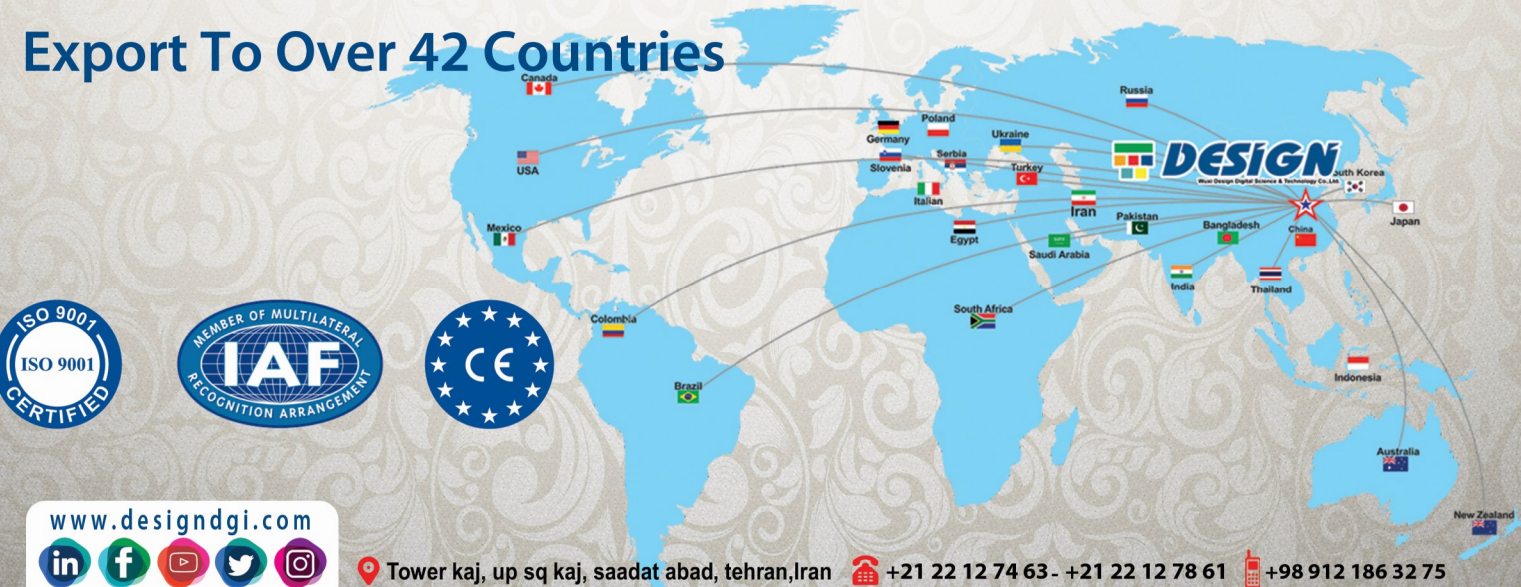 Export To Over 42 Countries
Canada
Russia
Poland
Germany
Ukraine
DESIGN
Wuxi Design Digital Science & Technology Co.,Ltd.
USA
Slovenia
Serbia
Turkey
outh Korea
Italian
Iran
Pakistan
Japan
Mexico
Egypt
Bangladesh
China
Saudi Arabia
India
Thailand
South Africa
Colombia
ISO 9001
ISO 9001
CERTIFIED
MEMBER OF MULTILATERAL
IAF
RECOGNITION ARRANGEMENT
CE
Brazil
Indonesia
Australia
New Zealand
www.designdgi.com
in f
Tower kaj, up sq kaj, saadat abad, tehran,Iran +21 22 12 74 63- +21 22 12 78 61 +98 912 186 32 75